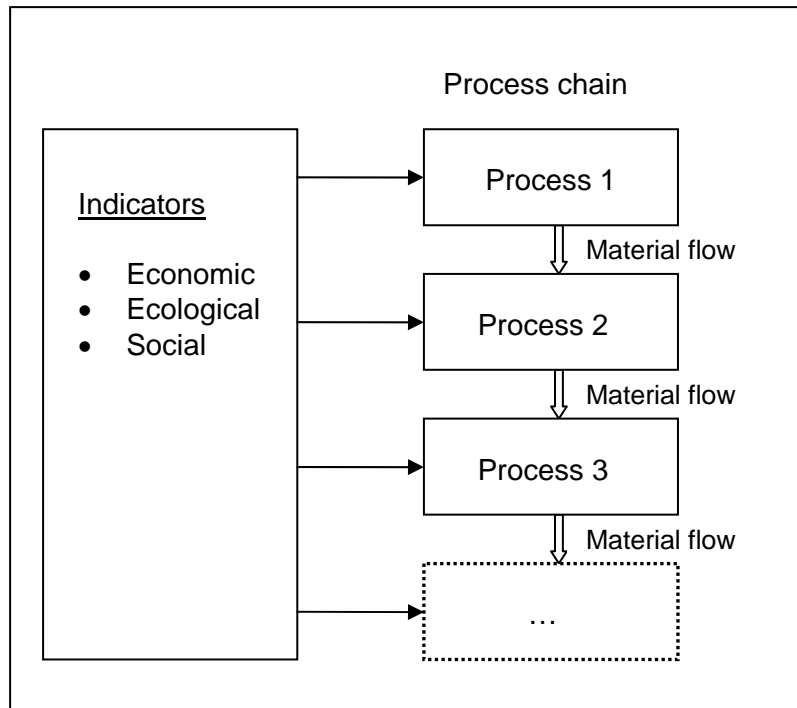 Process chain
Indicators
• Economic
• Ecological
• Social
Process 1
Material flow
Process 2
Material flow
Process 3
Material flow
...